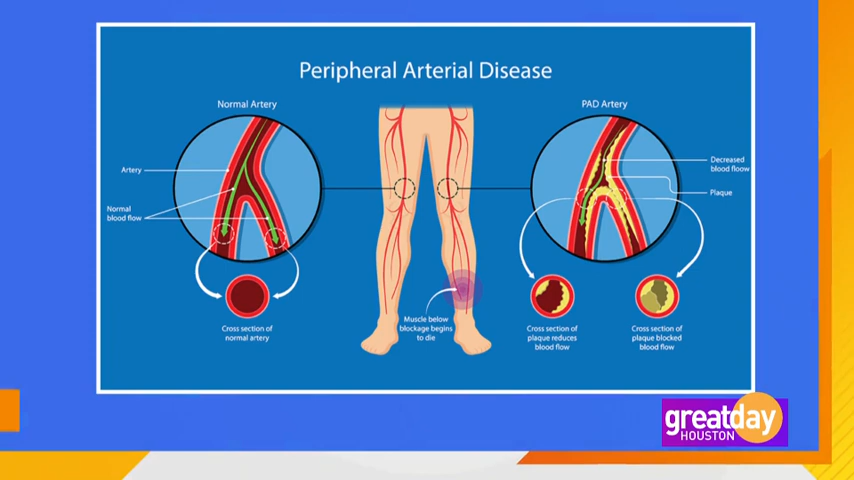 Peripheral Arterial Disease
Normal Artery
PAD Artery
Artery
Normal
blood flow
Decreased
blood floow
Plaque
Muscle below
blockage begins
to die
Cross section of
normal artery
Cross section of
plaque reduces
blood flow
Cross section of
plaque blocked
blood flow
greatday
HOUSTON